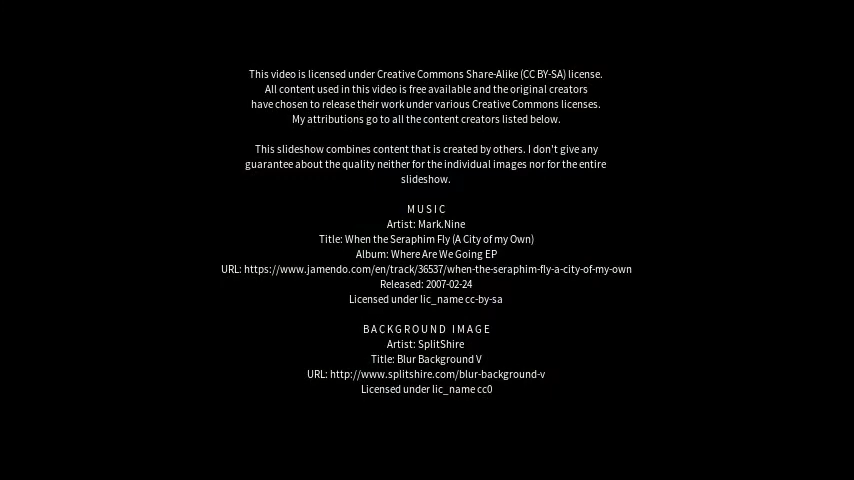 This video is licensed under Creative Commons Share-Alike (CC BY-SA) license.
All content used in this video is free available and the original creators
have chosen to release their work under various Creative Commons licenses.
My attributions go to all the content creators listed below.
This slideshow combines content that is created by others. I don't give any
guarantee about the quality neither for the individual images nor for the entire
slideshow.
MUSIC
Artist: Mark.Nine
Title: When the Seraphim Fly (A City of my Own)
Album: Where Are We Going EP
URL: https://www.jamendo.com/en/track/36537/when-the-seraphim-fly-a-city-of-my-own
Released: 2007-02-24
Licensed under lic_name cc-by-sa
BACKGROUND IMAGE
Artist: SplitShire
Title: Blur Background V
URL: http://www.splitshire.com/blur-background-v
Licensed under lic_name cc0